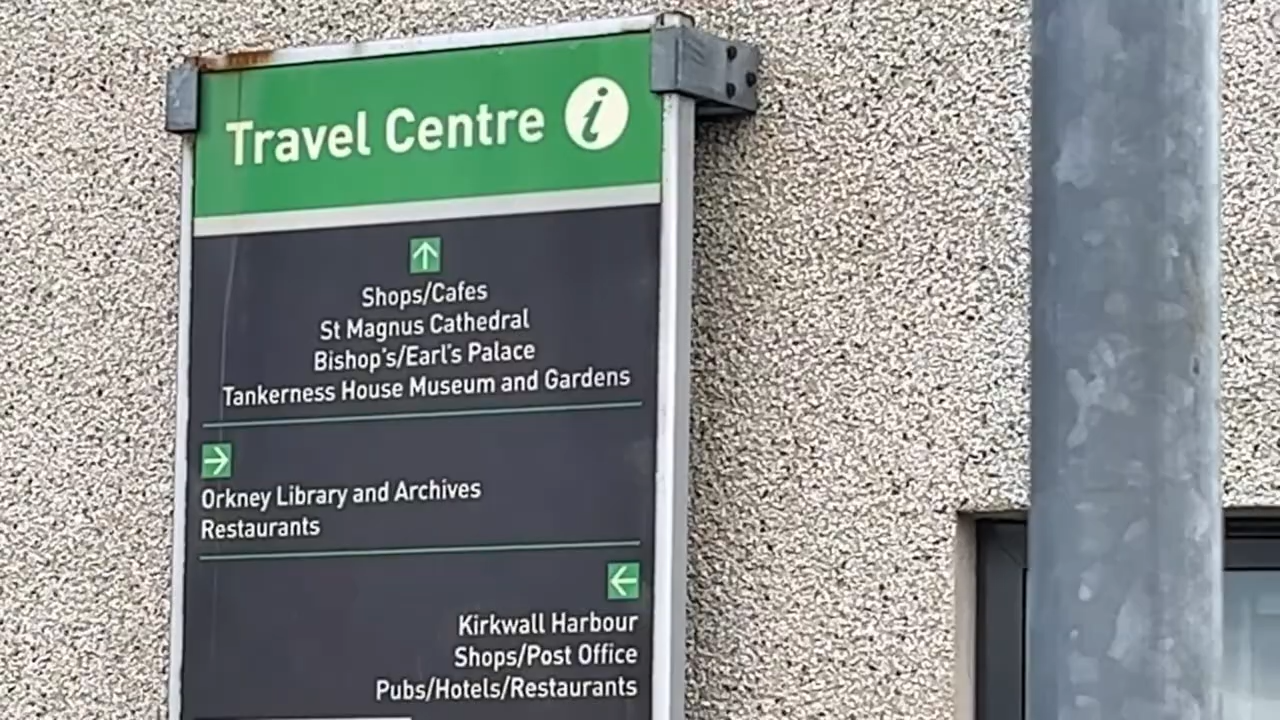 Travel Centre i
↑
Shops/Cafes
St Magnus Cathedral
Bishop's/Earl's Palace
Tankerness House Museum and Gardens
→
Orkney Library and Archives
Restaurants
←
Kirkwall Harbour
Shops/Post Office
Pubs/Hotels/Restaurants